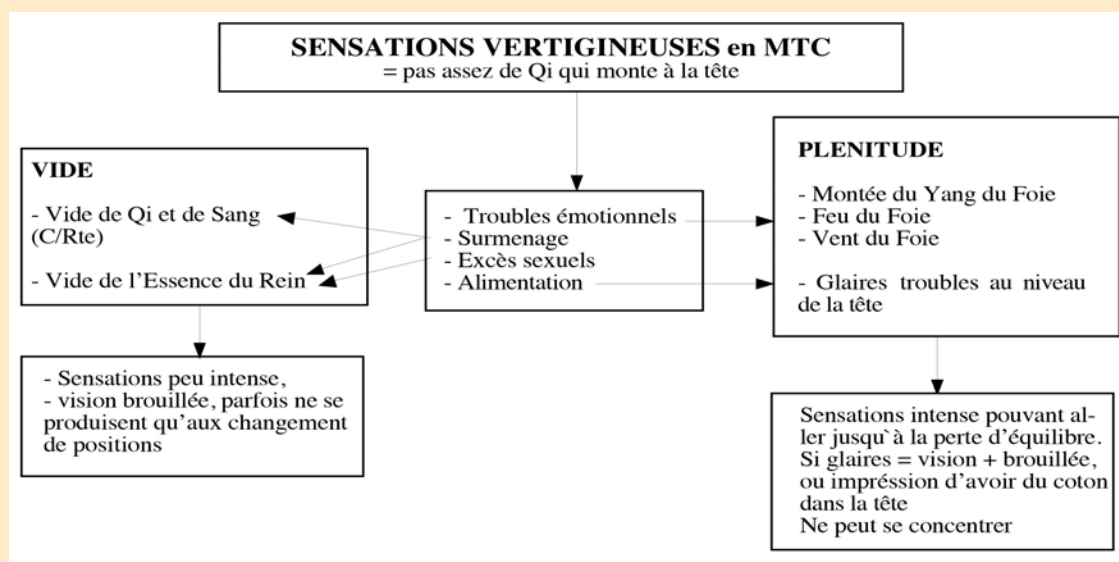 SENSATIONS VERTIGINEUSES en MTC
= pas assez de Qi qui monte à la tête
VIDE
- Vide de Qi et de Sang
(C/Rte)
- Vide de l'Essence du Rein
- Troubles émotionnels
- Surmenage
- Excès sexuels
- Alimentation
PLENITUDE
- Montée du Yang du Foie
- Feu du Foie
- Vent du Foie
- Glaires troubles au niveau
de la tête
- Sensations peu intense,
- vision brouillée, parfois ne se
produisent qu'aux changement
de positions
Sensations intense pouvant al-
ller jusqu`à la perte d'équilibre.
Si glaires = vision + brouillée,
ou impréssion d'avoir du coton
dans la tête
Ne peut se concentrer